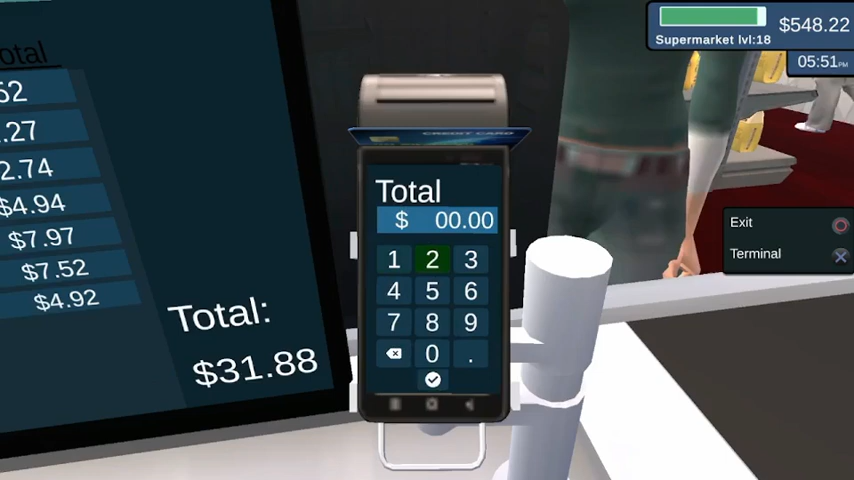 otal
52
.27
2.74
$4.94
$7.97
$7.52
$4.92
Total:
$31.88
CREDIT CARD
Total
$ 00.00
1 2 3
4 5 6
7 8 9
0 .
$548.22
Supermarket lvl:18
05:51PM
Exit
Terminal